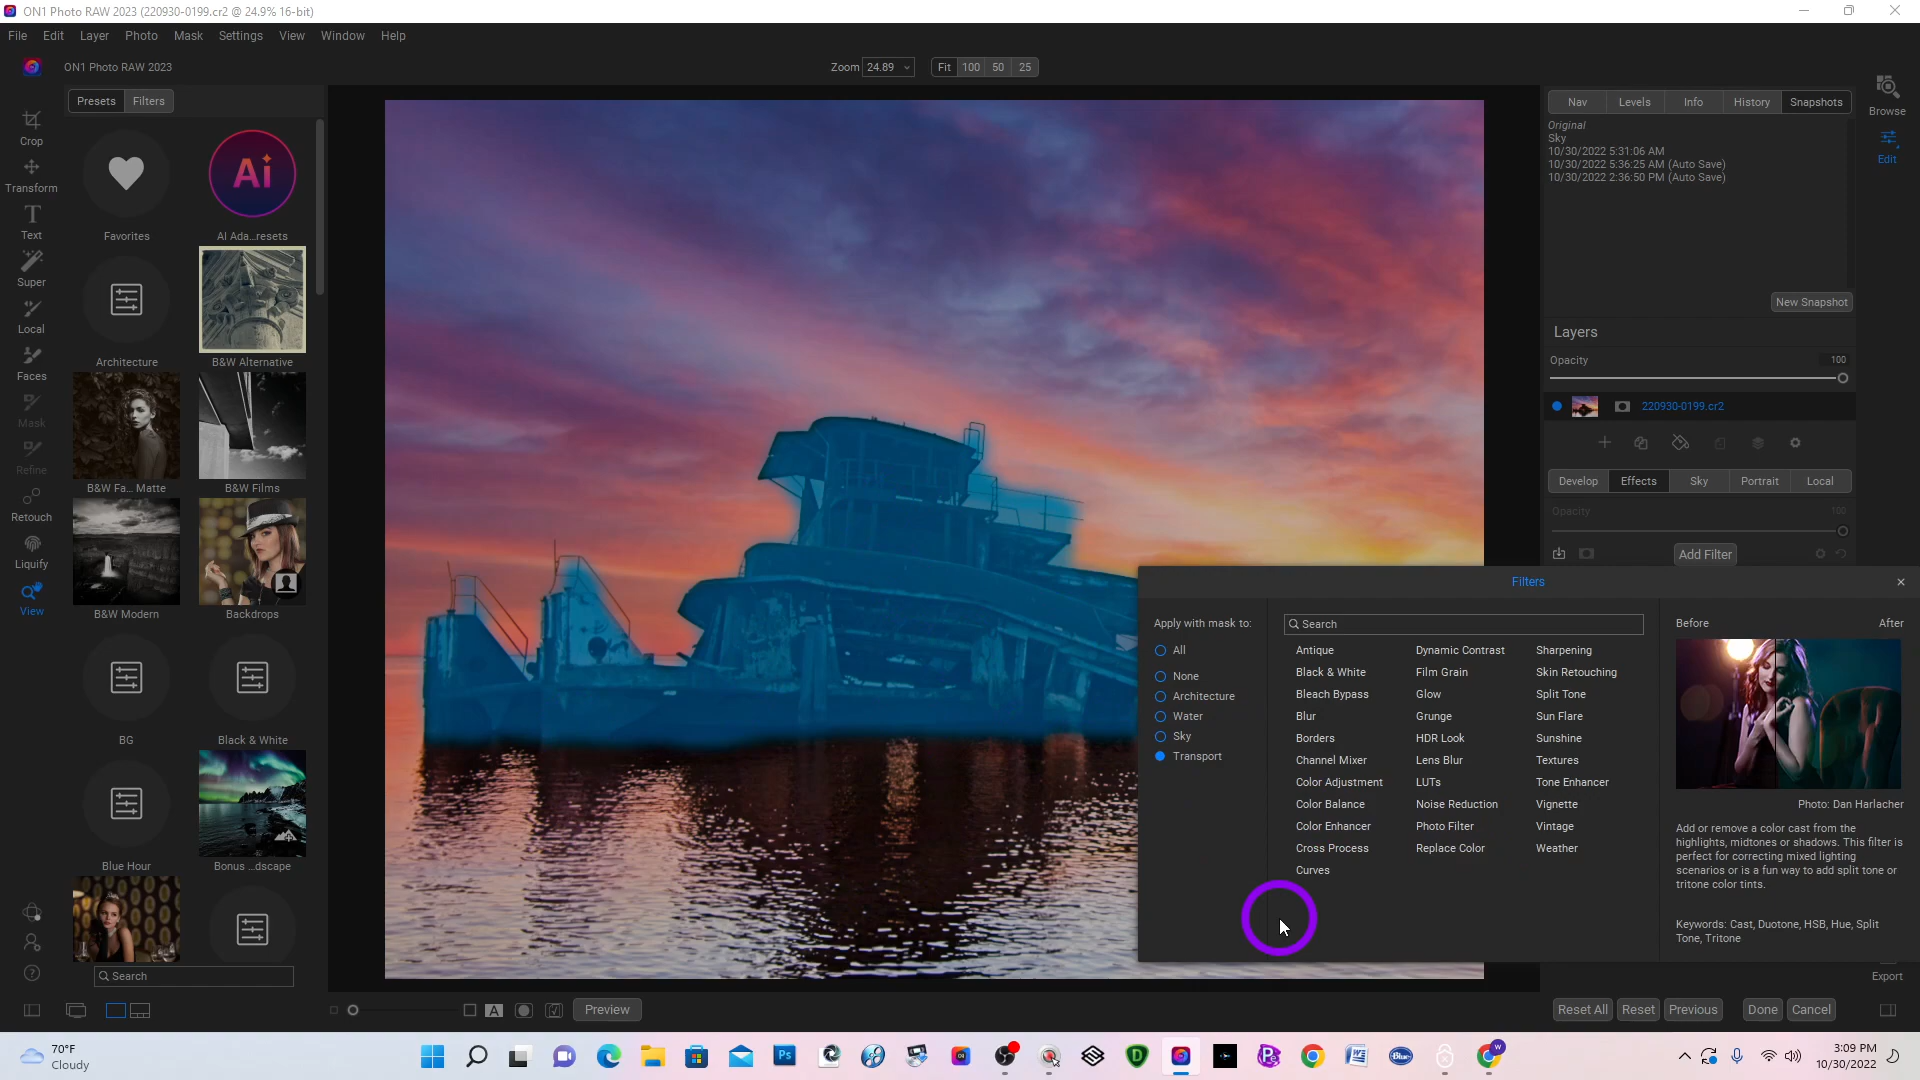 ON1 Photo RAW 2023 (220930-0199.cr2 @ 24.9% 16-bit)
File Edit Layer Photo Mask Settings View Window Help
ON1 Photo RAW 2023
Zoom 24.89 Fit 100 50 25
Presets Filters
Crop
Transform
Text
Super
Local
Faces
Mask
Refine
Retouch
Liquify
View
Ai
Favorites AI Ada...resets
Architecture B&W Alternative
B&W Fa... Matte B&W Films
B&W Modern Backdrops
BG Black & White
Blue Hour Bonus ...dscape
Search
Preview
Nav Levels Info History Snapshots
Original
Sky
10/30/2022 5:31:06 AM
10/30/2022 5:36:25 AM (Auto Save)
10/30/2022 2:36:50 PM (Auto Save)
New Snapshot
Browse
Edit
Layers
Opacity 100
220930-0199.cr2
Develop Effects Sky Portrait Local
Opacity 100
Add Filter
Filters
Apply with mask to:
All
None
Architecture
Water
Sky
Transport
Search
Antique Dynamic Contrast Sharpening
Black & White Film Grain Skin Retouching
Bleach Bypass Glow Split Tone
Blur Grunge Sun Flare
Borders HDR Look Sunshine
Channel Mixer Lens Blur Textures
Color Adjustment LUTs Tone Enhancer
Color Balance Noise Reduction Vignette
Color Enhancer Photo Filter Vintage
Cross Process Replace Color Weather
Curves
Before After
Photo: Dan Harlacher
Add or remove a color cast from the
highlights, midtones or shadows. This filter is
perfect for correcting mixed lighting
scenarios or is a fun way to add split tone or
tritone color tints.
Keywords: Cast, Duotone, HSB, Hue, Split
Tone, Tritone
Export
Reset All Reset Previous Done Cancel
70°F
Cloudy
3:09 PM
10/30/2022